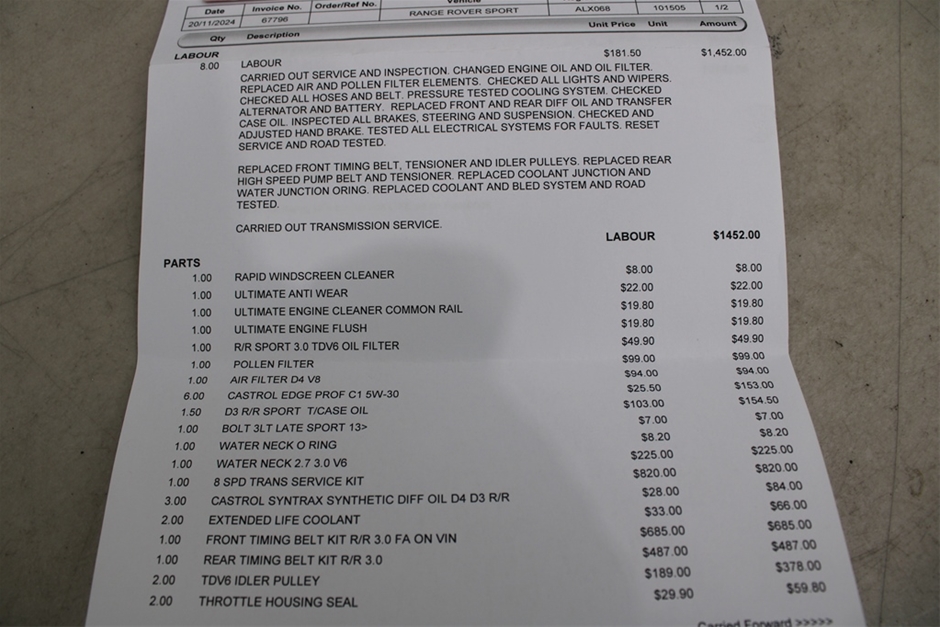 Date Invoice No. Order/Ref No. Vehicle
20/11/2024 67796 RANGE ROVER SPORT ALX068 101505 1/2
Qty Description Unit Price Unit Amount
LABOUR
8.00 LABOUR $181.50 $1,452.00
CARRIED OUT SERVICE AND INSPECTION. CHANGED ENGINE OIL AND OIL FILTER.
REPLACED AIR AND POLLEN FILTER ELEMENTS. CHECKED ALL LIGHTS AND WIPERS.
CHECKED ALL HOSES AND BELT. PRESSURE TESTED COOLING SYSTEM. CHECKED
ALTERNATOR AND BATTERY. REPLACED FRONT AND REAR DIFF OIL AND TRANSFER
CASE OIL. INSPECTED ALL BRAKES, STEERING AND SUSPENSION. CHECKED AND
ADJUSTED HAND BRAKE. TESTED ALL ELECTRICAL SYSTEMS FOR FAULTS. RESET
SERVICE AND ROAD TESTED.
REPLACED FRONT TIMING BELT, TENSIONER AND IDLER PULLEYS. REPLACED REAR
HIGH SPEED PUMP BELT AND TENSIONER. REPLACED COOLANT JUNCTION AND
WATER JUNCTION ORING. REPLACED COOLANT AND BLED SYSTEM AND ROAD
TESTED.
CARRIED OUT TRANSMISSION SERVICE.
LABOUR $1452.00
PARTS
1.00 RAPID WINDSCREEN CLEANER $8.00 $8.00
1.00 ULTIMATE ANTI WEAR $22.00 $22.00
1.00 ULTIMATE ENGINE CLEANER COMMON RAIL $19.80 $19.80
1.00 ULTIMATE ENGINE FLUSH $19.80 $19.80
1.00 R/R SPORT 3.0 TDV6 OIL FILTER $49.90 $49.90
1.00 POLLEN FILTER $99.00 $99.00
1.00 AIR FILTER D4 V8 $94.00 $94.00
6.00 CASTROL EDGE PROF C1 5W-30 $25.50 $153.00
1.50 D3 R/R SPORT T/CASE OIL $103.00 $154.50
1.00 BOLT 3LT LATE SPORT 13> $7.00 $7.00
1.00 WATER NECK O RING $8.20 $8.20
1.00 WATER NECK 2.7 3.0 V6 $225.00 $225.00
1.00 8 SPD TRANS SERVICE KIT $820.00 $820.00
3.00 CASTROL SYNTRAX SYNTHETIC DIFF OIL D4 D3 R/R $28.00 $84.00
2.00 EXTENDED LIFE COOLANT $33.00 $66.00
1.00 FRONT TIMING BELT KIT R/R 3.0 FA ON VIN $685.00 $685.00
1.00 REAR TIMING BELT KIT R/R 3.0 $487.00 $487.00
2.00 TDV6 IDLER PULLEY $189.00 $378.00
2.00 THROTTLE HOUSING SEAL $29.90 $59.80
Carried Forward >>>>>